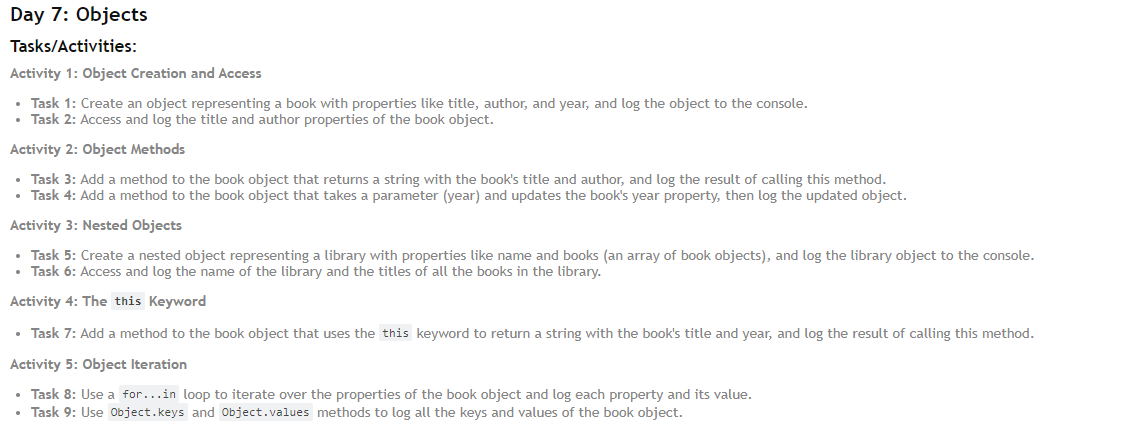 Day 7: Objects
Tasks/Activities:
Activity 1: Object Creation and Access
• Task 1: Create an object representing a book with properties like title, author, and year, and log the object to the console.
• Task 2: Access and log the title and author properties of the book object.
Activity 2: Object Methods
• Task 3: Add a method to the book object that returns a string with the book's title and author, and log the result of calling this method.
• Task 4: Add a method to the book object that takes a parameter (year) and updates the book's year property, then log the updated object.
Activity 3: Nested Objects
• Task 5: Create a nested object representing a library with properties like name and books (an array of book objects), and log the library object to the console.
• Task 6: Access and log the name of the library and the titles of all the books in the library.
Activity 4: The this Keyword
• Task 7: Add a method to the book object that uses the this keyword to return a string with the book's title and year, and log the result of calling this method.
Activity 5: Object Iteration
• Task 8: Use a for...in loop to iterate over the properties of the book object and log each property and its value.
• Task 9: Use Object.keys and Object.values methods to log all the keys and values of the book object.